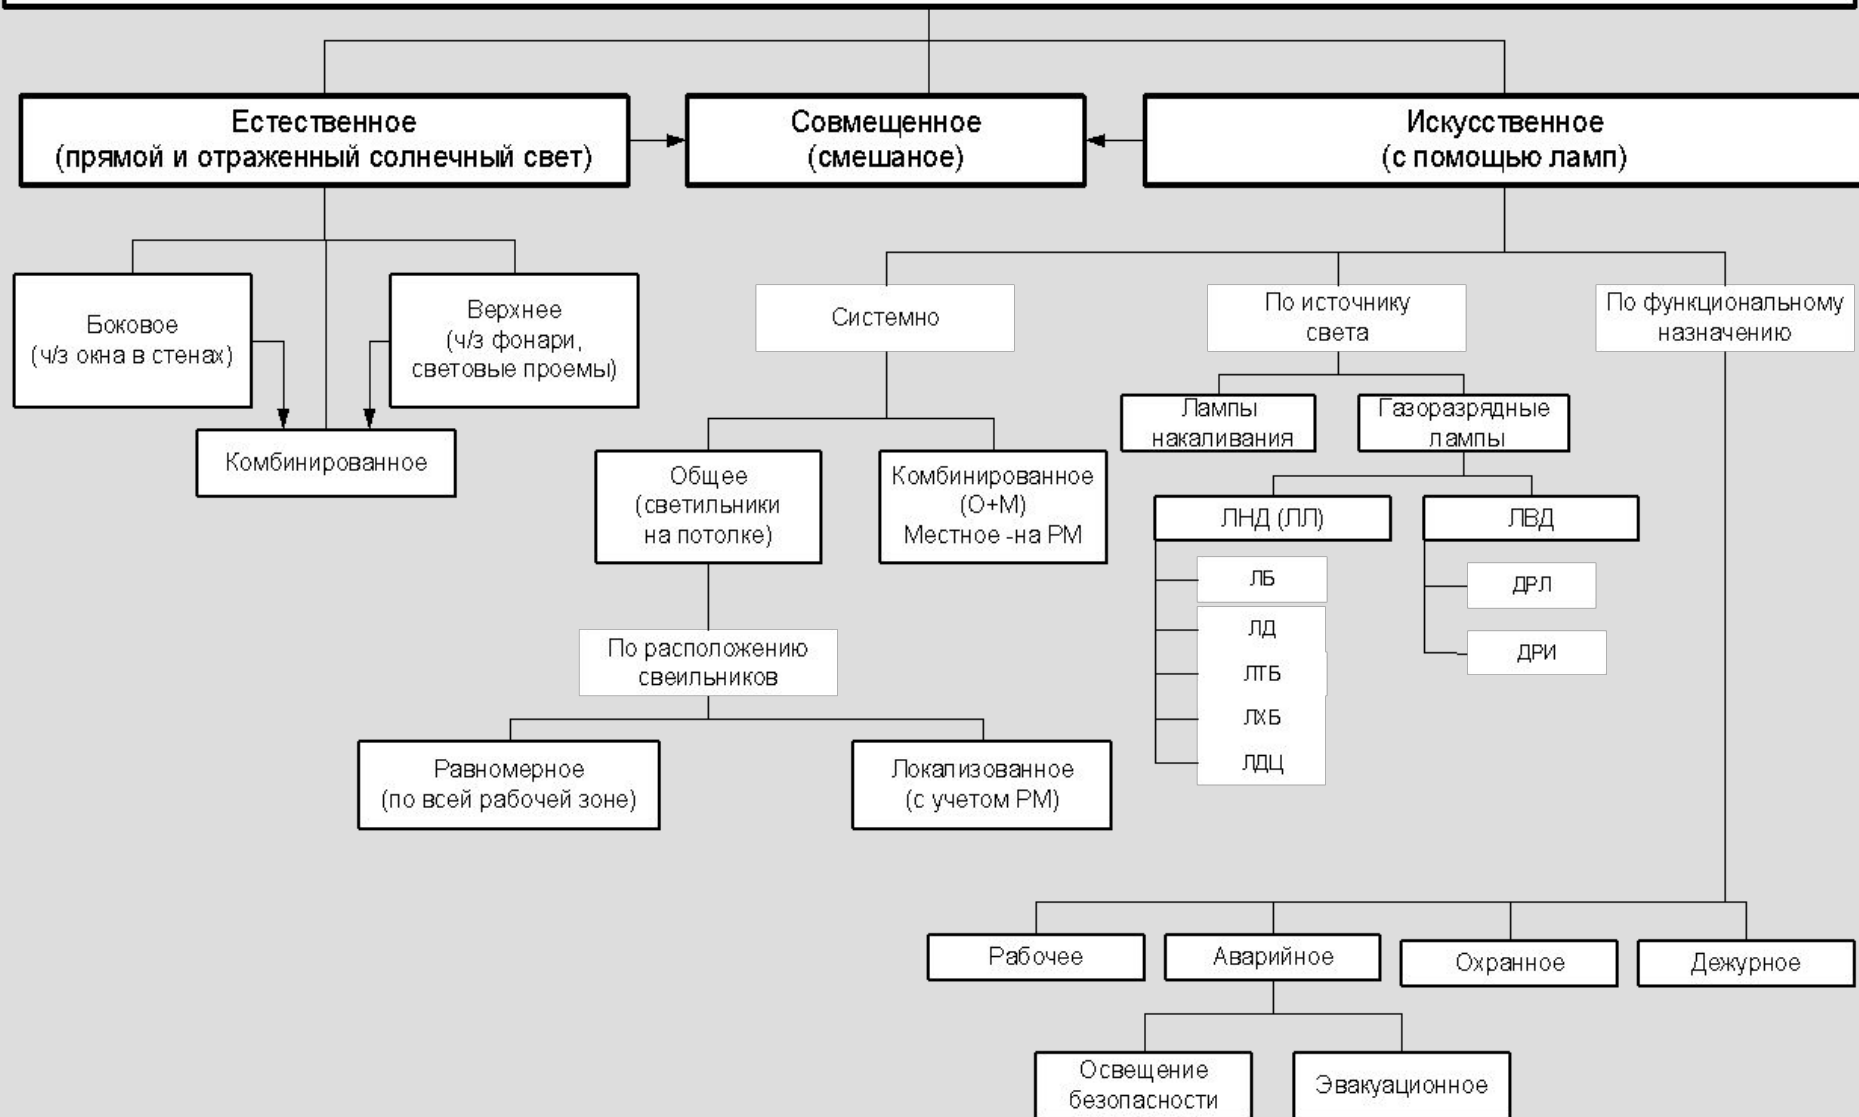 Естественное
(прямой и отраженный солнечный свет)
Совмещенное
(смешаное)
Искусственное
(с помощью ламп)
Боковое
(ч/з окна в стенах)
Верхнее
(ч/з фонари,
световые проемы)
Комбинированное
Системно
По источнику
света
По функциональному
назначению
Лампы
накаливания
Газоразрядные
лампы
Общее
(светильники
на потолке)
Комбинированное
(О+М)
Местное -на РМ
ЛНД (ЛЛ)
ЛВД
ЛБ
ЛД
ЛТБ
ЛХБ
ЛДЦ
ДРЛ
ДРИ
По расположению
свеильников
Равномерное
(по всей рабочей зоне)
Локализованное
(с учетом РМ)
Рабочее
Аварийное
Охранное
Дежурное
Освещение
безопасности
Эвакуационное